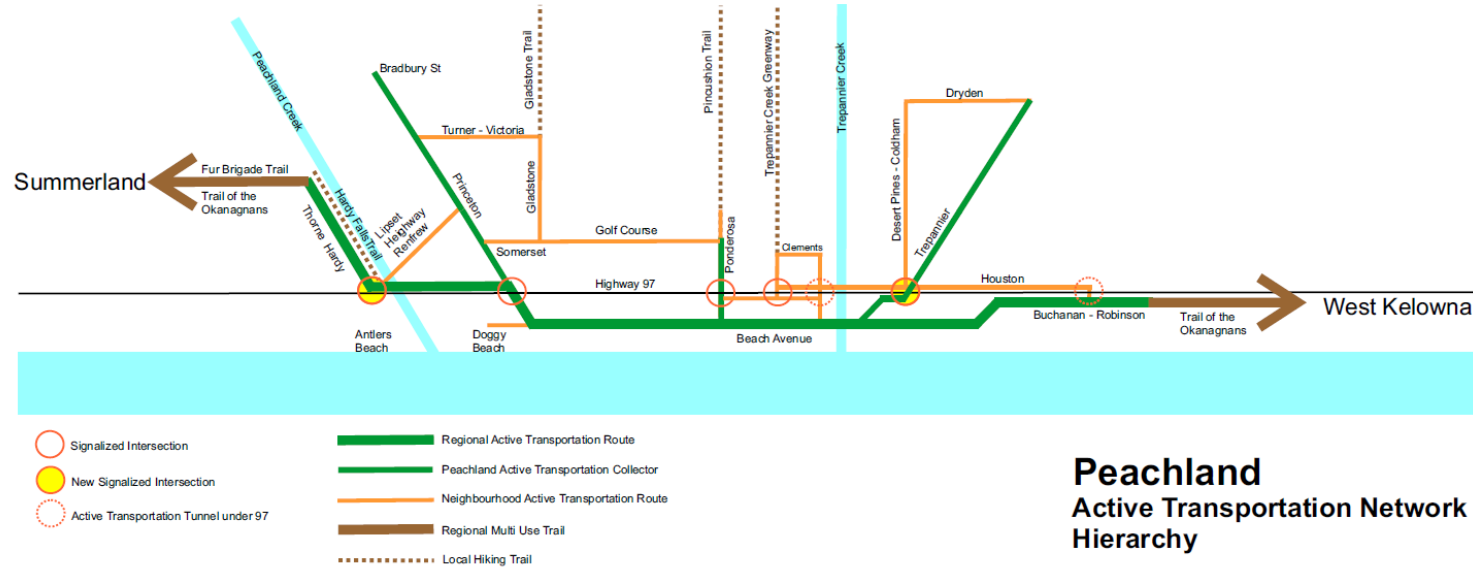 Peachland Creek
Bradbury St
Gladstone Trail
Pincushion Trail
Trepannier Creek Greenway
Trepannier Creek
Dryden
Turner - Victoria
Summerland
Fur Brigade Trail
Trail of the
Okanagnans
Thorne Hardy
Hardy FallsTrail
Lipset
Heighway
Renfrew
Princeton
Gladstone
Somerset
Golf Course
Ponderosa
Clements
Desert Pines - Coldham
Trepannier
Highway 97
Houston
West Kelowna
Buchanan - Robinson
Trail of the
Okanagnans
Antlers
Beach
Doggy
Beach
Beach Avenue
Signalized Intersection
New Signalized Intersection
Active Transportation Tunnel under 97
Regional Active Transportation Route
Peachland Active Transportation Collector
Neighbourhood Active Transportation Route
Regional Multi Use Trail
Local Hiking Trail
Peachland
Active Transportation Network
Hierarchy